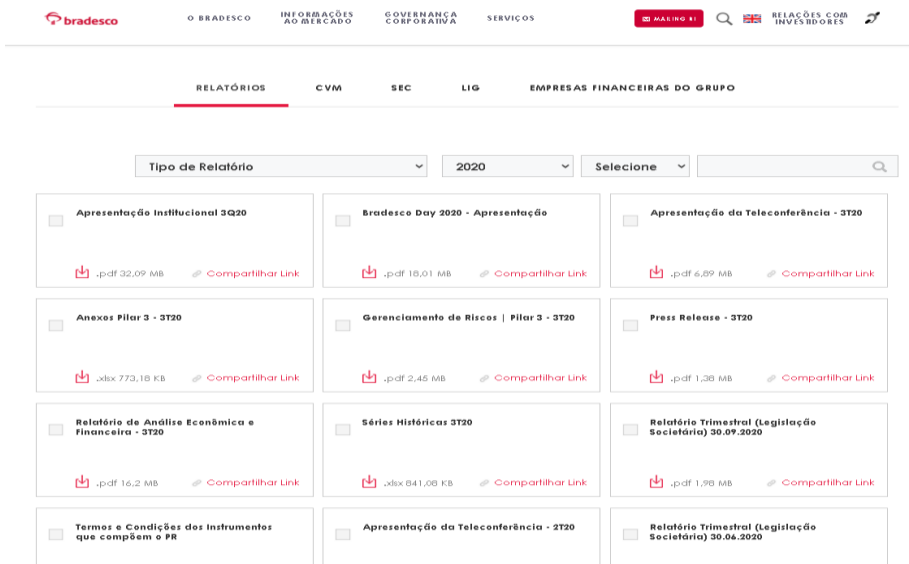 bradesco
O BRADESCO
INFORMAÇÕES
AO MERCADO
GOVERNANÇA
CORPORATIVA
SERVIÇOS
MAILING RI
RELAÇÕES COM
INVESTIDORES
RELATÓRIOS
CVM
SEC
LIG
EMPRESAS FINANCEIRAS DO GRUPO
Tipo de Relatório
2020
Selecione
Apresentação Institucional 3Q20
.pdf 32,09 MB
Compartilhar Link
Bradesco Day 2020 - Apresentação
.pdf 18,01 MB
Compartilhar Link
Apresentação da Teleconferência - 3T20
.pdf 6,89 MB
Compartilhar Link
Anexos Pilar 3 - 3T20
.xlsx 773,18 KB
Compartilhar Link
Gerenciamento de Riscos | Pilar 3 - 3T20
.pdf 2,45 MB
Compartilhar Link
Press Release - 3T20
.pdf 1,38 MB
Compartilhar Link
Relatório de Análise Econômica e
Financeira - 3T20
.pdf 16,2 MB
Compartilhar Link
Séries Históricas 3T20
.xlsx 841,08 KB
Compartilhar Link
Relatório Trimestral (Legislação
Societária) 30.09.2020
.pdf 1,98 MB
Compartilhar Link
Termos e Condições dos Instrumentos
que compõem o PR
Apresentação da Teleconferência - 2T20
Relatório Trimestral (Legislação
Societária) 30.06.2020